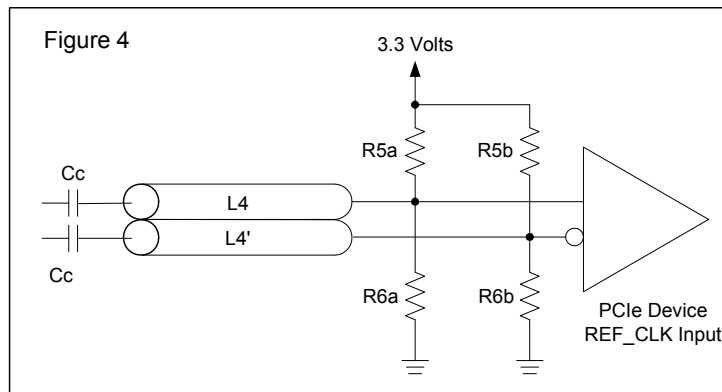 Figure 4
3.3 Volts
R5a
R5b
Cc
L4
L4'
Cc
R6a
R6b
PCIe Device
REF_CLK Input